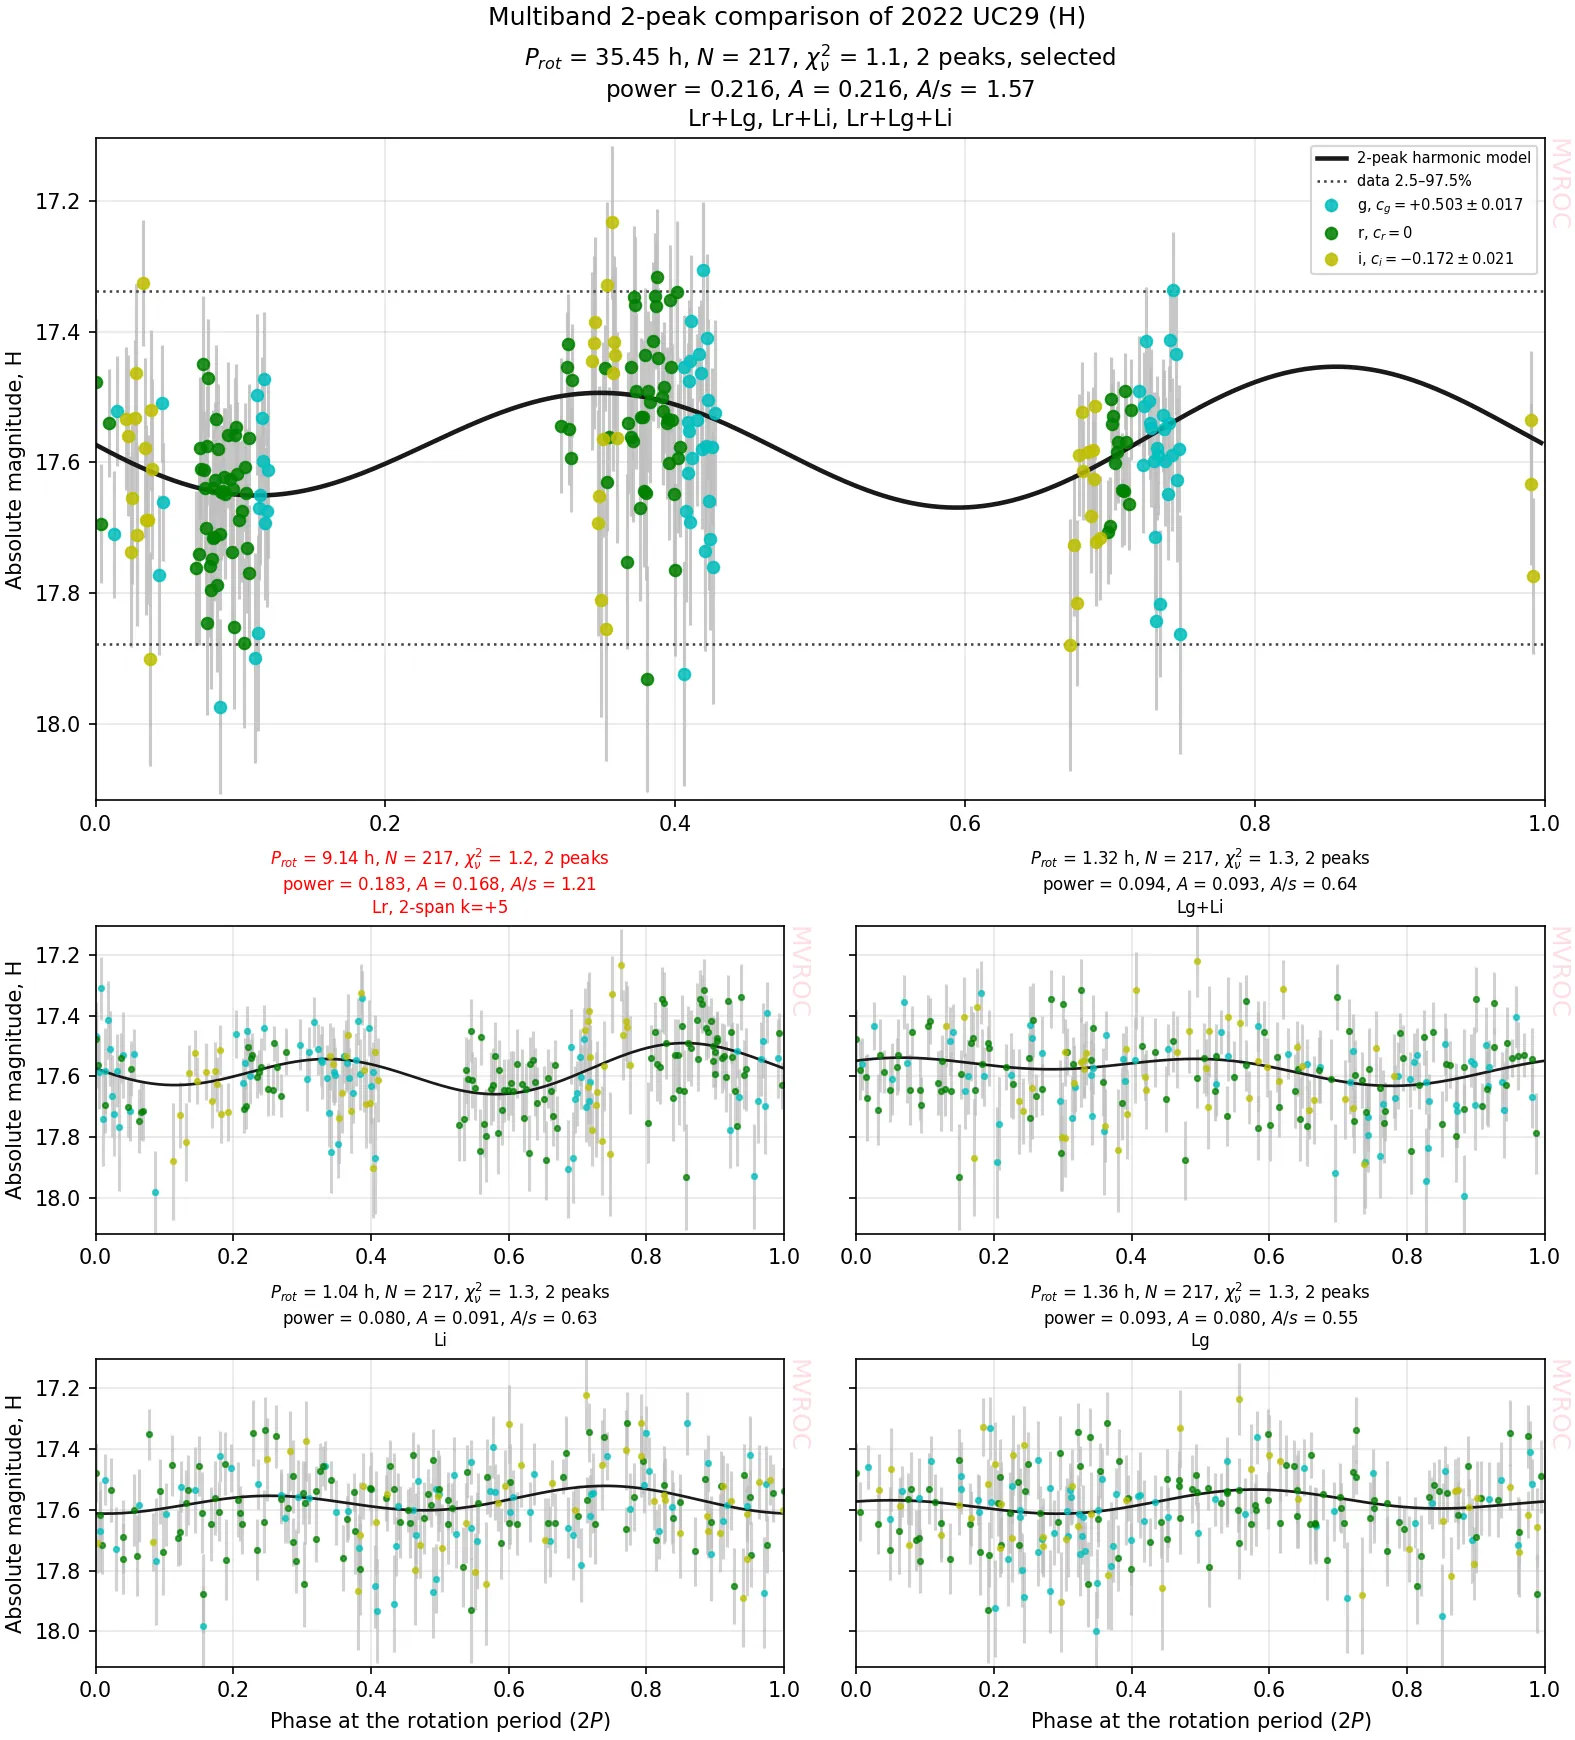 Multiband 2-peak comparison of 2022 UC29 (H)
P_rot = 35.45 h, N = 217, χ²_ν = 1.1, 2 peaks, selected
power = 0.216, A = 0.216, A/s = 1.57
Lr+Lg, Lr+Li, Lr+Lg+Li
MVROC
2-peak harmonic model
data 2.5–97.5%
g, c_g = +0.503 ± 0.017
r, c_r = 0
i, c_i = −0.172 ± 0.021
Absolute magnitude, H
17.2
17.4
17.6
17.8
18.0
0.0 0.2 0.4 0.6 0.8 1.0
P_rot = 9.14 h, N = 217, χ²_ν = 1.2, 2 peaks
power = 0.183, A = 0.168, A/s = 1.21
Lr, 2-span k=+5
MVROC
Absolute magnitude, H
17.2
17.4
17.6
17.8
18.0
0.0 0.2 0.4 0.6 0.8 1.0
P_rot = 1.32 h, N = 217, χ²_ν = 1.3, 2 peaks
power = 0.094, A = 0.093, A/s = 0.64
Lg+Li
MVROC
0.0 0.2 0.4 0.6 0.8 1.0
P_rot = 1.04 h, N = 217, χ²_ν = 1.3, 2 peaks
power = 0.080, A = 0.091, A/s = 0.63
Li
MVROC
Absolute magnitude, H
17.2
17.4
17.6
17.8
18.0
0.0 0.2 0.4 0.6 0.8 1.0
Phase at the rotation period (2P)
P_rot = 1.36 h, N = 217, χ²_ν = 1.3, 2 peaks
power = 0.093, A = 0.080, A/s = 0.55
Lg
MVROC
0.0 0.2 0.4 0.6 0.8 1.0
Phase at the rotation period (2P)